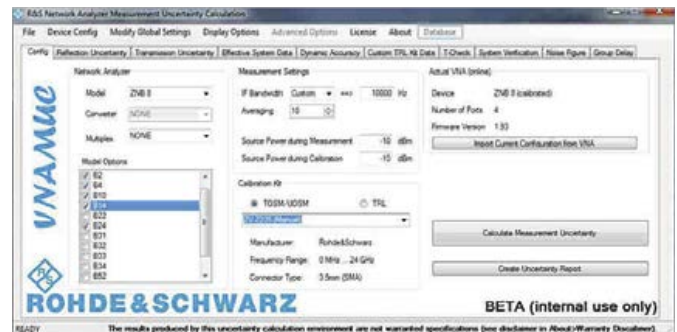 R&S Network Analyzer Measurement Uncertainty Calculation
File Device Config Modify Global Settings Display Options Advanced Options License About Database
Config Reflection Uncertainty Transmission Uncertainty Effective System Data Dynamic Accuracy Custom TRL Kit Data T-Check System Verification Noise Figure Group Delay
VNAMUC
Network Analyzer
Model ZNB 8
Converter NONE
Multiplex NONE
Model Options
B2
B4
B10
B22
B24
B31
B32
B33
B34
B52
Measurement Settings
IF Bandwidth Custom <=> 10000 Hz
Averaging 10
Source Power during Measurement -10 dBm
Source Power during Calibration -10 dBm
Calibration Kit
TOSM-UOSM TRL
Manufacturer Rohde&Schwarz
Frequency Range 0 MHz ... 24 GHz
Connector Type 3.5mm (SMA)
Actual VNA (online)
Device ZNB 8 (calibrated)
Number of Ports 4
Firmware Version 1.93
Import Current Configuration from VNA
Calculate Measurement Uncertainty
Create Uncertainty Report
R&S
ROHDE & SCHWARZ
BETA (internal use only)
READY The results produced by this uncertainty calculation environment are not warranted specifications (see disclaimer in About>Warranty Disclaimer)